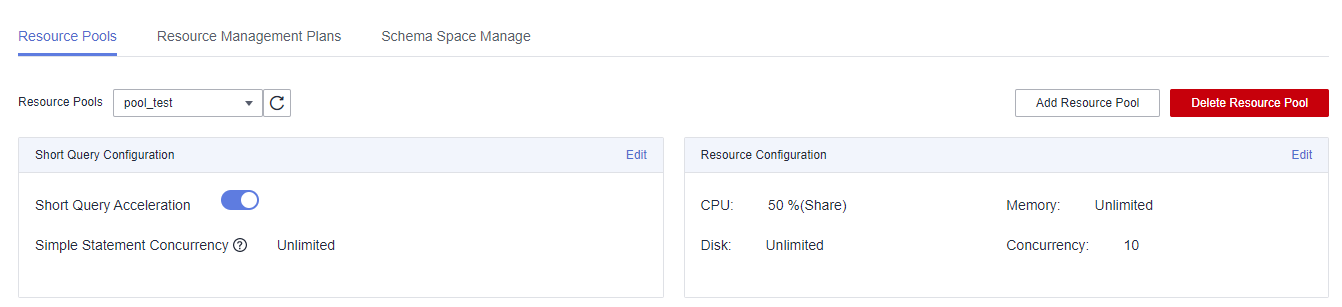 Resource Pools Resource Management Plans Schema Space Manage
Resource Pools pool_test Add Resource Pool Delete Resource Pool
Short Query Configuration Edit
Short Query Acceleration
Simple Statement Concurrency ? Unlimited
Resource Configuration Edit
CPU: 50 %(Share) Memory: Unlimited
Disk: Unlimited Concurrency: 10